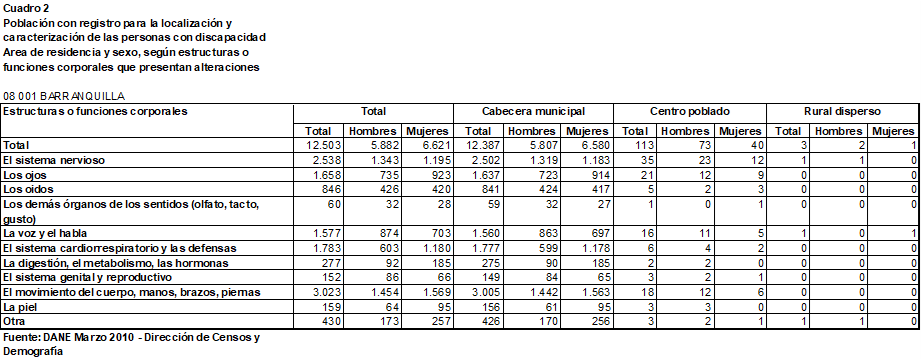 Cuadro 2
Población con registro para la localización y
caracterización de las personas con discapacidad
Area de residencia y sexo, según estructuras o
funciones corporales que presentan alteraciones
08 001 BARRANQUILLA
Estructuras o funciones corporales Total Cabecera municipal Centro poblado Rural disperso
Total Hombres Mujeres Total Hombres Mujeres Total Hombres Mujeres Total Hombres Mujeres
Total 12.503 5.882 6.621 12.387 5.807 6.580 113 73 40 3 2 1
El sistema nervioso 2.538 1.343 1.195 2.502 1.319 1.183 35 23 12 1 1 0
Los ojos 1.658 735 923 1.637 723 914 21 12 9 0 0 0
Los oidos 846 426 420 841 424 417 5 2 3 0 0 0
Los demás órganos de los sentidos (olfato, tacto,
gusto) 60 32 28 59 32 27 1 0 1 0 0 0
La voz y el habla 1.577 874 703 1.560 863 697 16 11 5 1 0 1
El sistema cardiorrespiratorio y las defensas 1.783 603 1.180 1.777 599 1.178 6 4 2 0 0 0
La digestión, el metabolismo, las hormonas 277 92 185 275 90 185 2 2 0 0 0 0
El sistema genital y reproductivo 152 86 66 149 84 65 3 2 1 0 0 0
El movimiento del cuerpo, manos, brazos, piernas 3.023 1.454 1.569 3.005 1.442 1.563 18 12 6 0 0 0
La piel 159 64 95 156 61 95 3 3 0 0 0 0
Otra 430 173 257 426 170 256 3 2 1 1 1 0
Fuente: DANE Marzo 2010 - Dirección de Censos y
Demografía